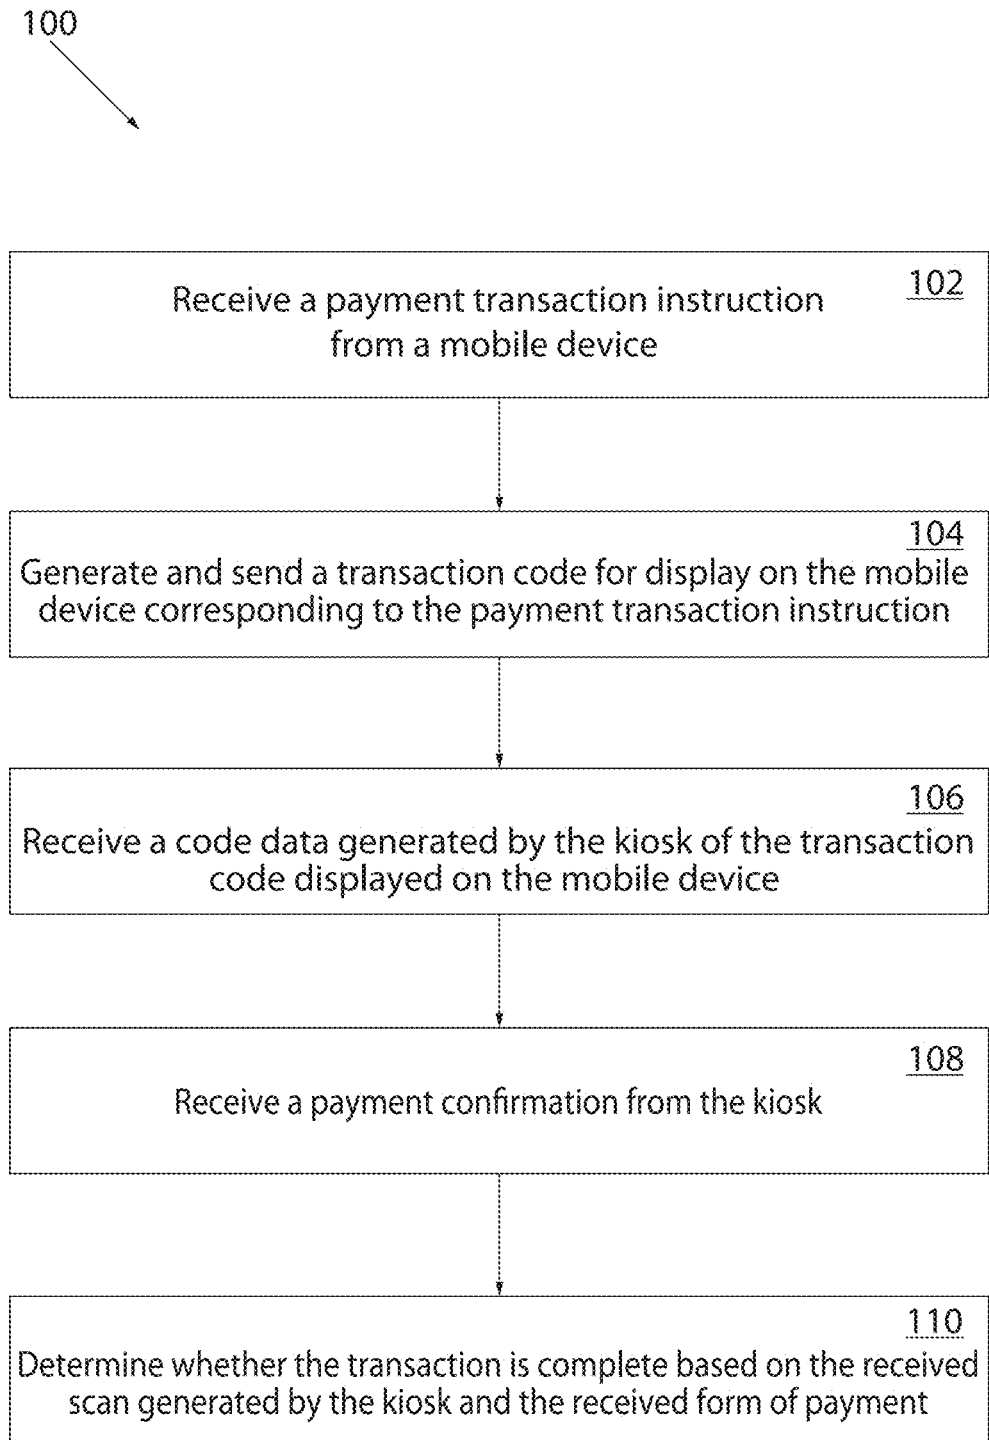 100
102
Receive a payment transaction instruction
from a mobile device
104
Generate and send a transaction code for display on the mobile
device corresponding to the payment transaction instruction
106
Receive a code data generated by the kiosk of the transaction
code displayed on the mobile device
108
Receive a payment confirmation from the kiosk
110
Determine whether the transaction is complete based on the received
scan generated by the kiosk and the received form of payment